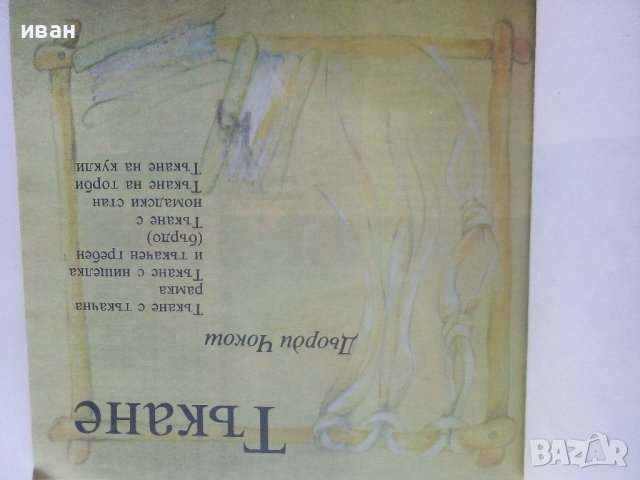 иван
Тъкане
Дьорди Чокош
Тъкане с тъкачна
рамка
Тъкане с нищелка
и тъкачен гребен
(бърдо)
Тъкане с
номадски стан
Тъкане на торби
Тъкане на кукли
BAZAR